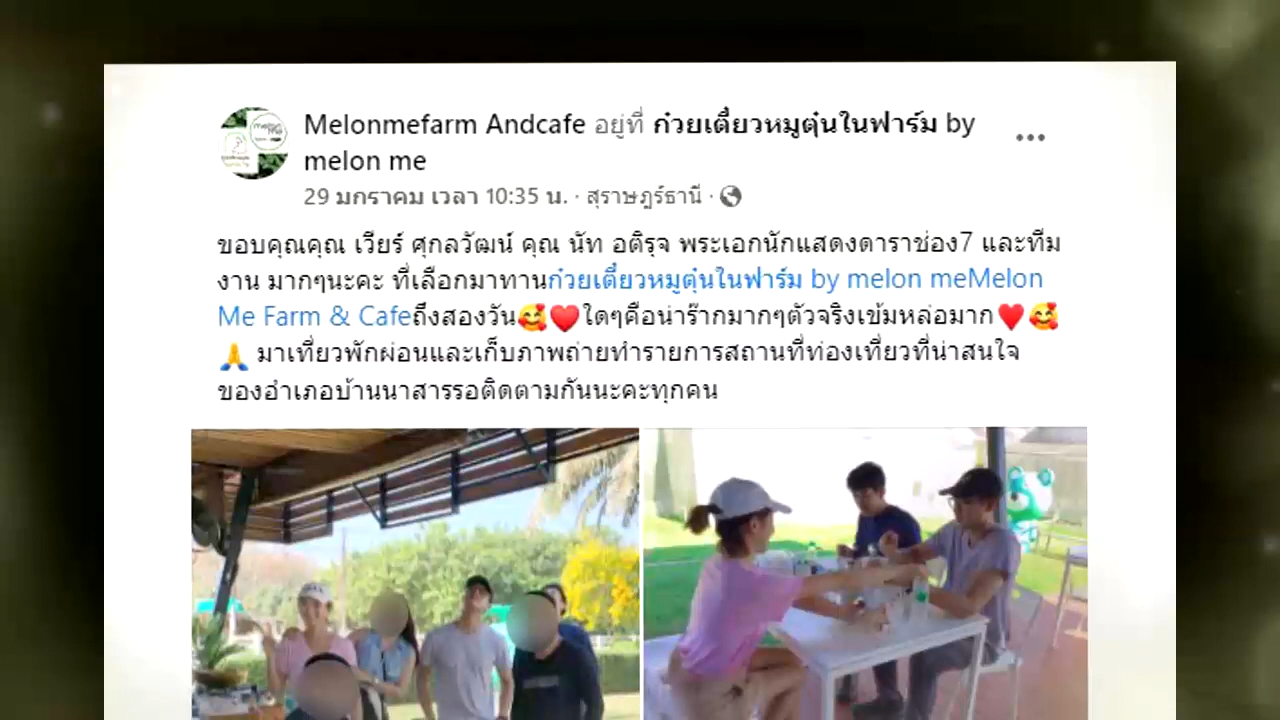 Melonmefarm Andcafe อยู่ที่ ก๋วยเตี๋ยวหมูตุ๋นในฟาร์ม by
melon me
29 มกราคม เวลา 10:35 น. · สุราษฎร์ธานี ·
ขอบคุณคุณ เวียร์ ศุกลวัฒน์ คุณ นัท อติรุจ พระเอกนักแสดงดาราช่อง7 และทีม
งาน มากๆนะคะ ที่เลือกมาทานก๋วยเตี๋ยวหมูตุ๋นในฟาร์ม by melon meMelon
Me Farm & Cafeถึงสองวัน🥰❤️ใดๆคือน่าร๊ากมากๆตัวจริงเข้มหล่อมาก❤️🥰
🙏 มาเที่ยวพักผ่อนและเก็บภาพถ่ายทำรายการสถานที่ท่องเที่ยวที่น่าสนใจ
ของอำเภอบ้านนาสารรอติดตามกันนะคะทุกคน